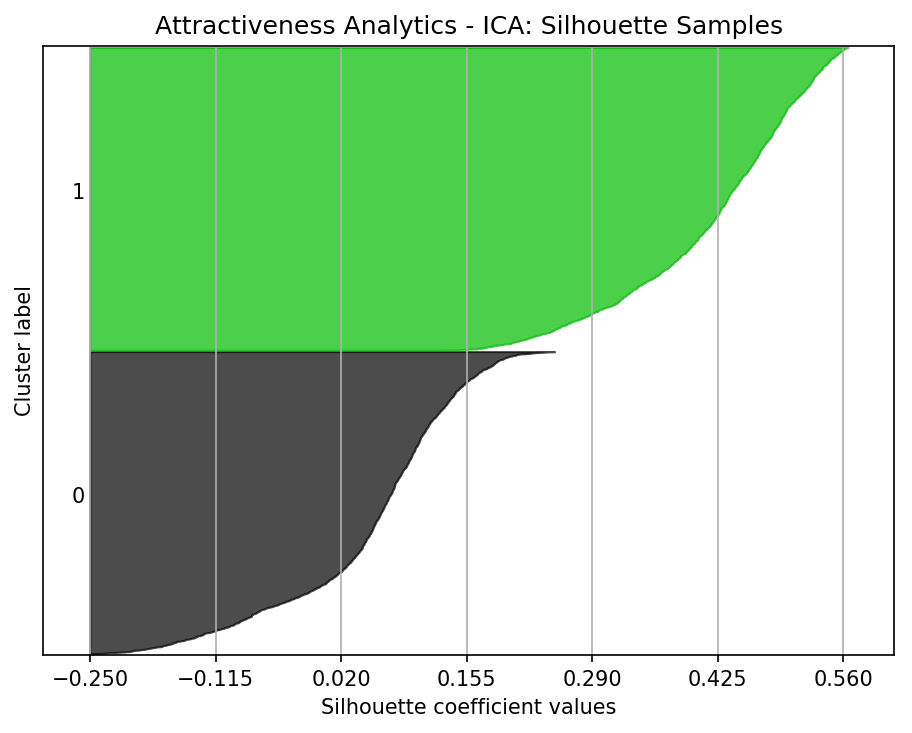 Attractiveness Analytics - ICA: Silhouette Samples
1
Cluster label
0
−0.250 −0.115 0.020 0.155 0.290 0.425 0.560
Silhouette coefficient values